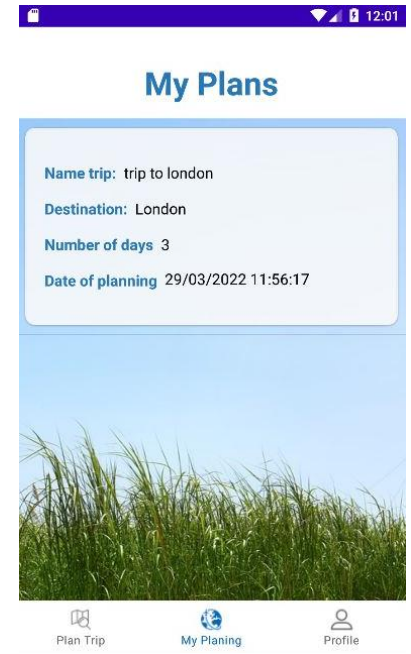 12:01
My Plans
Name trip: trip to london
Destination: London
Number of days 3
Date of planning 29/03/2022 11:56:17
Plan Trip My Planing Profile